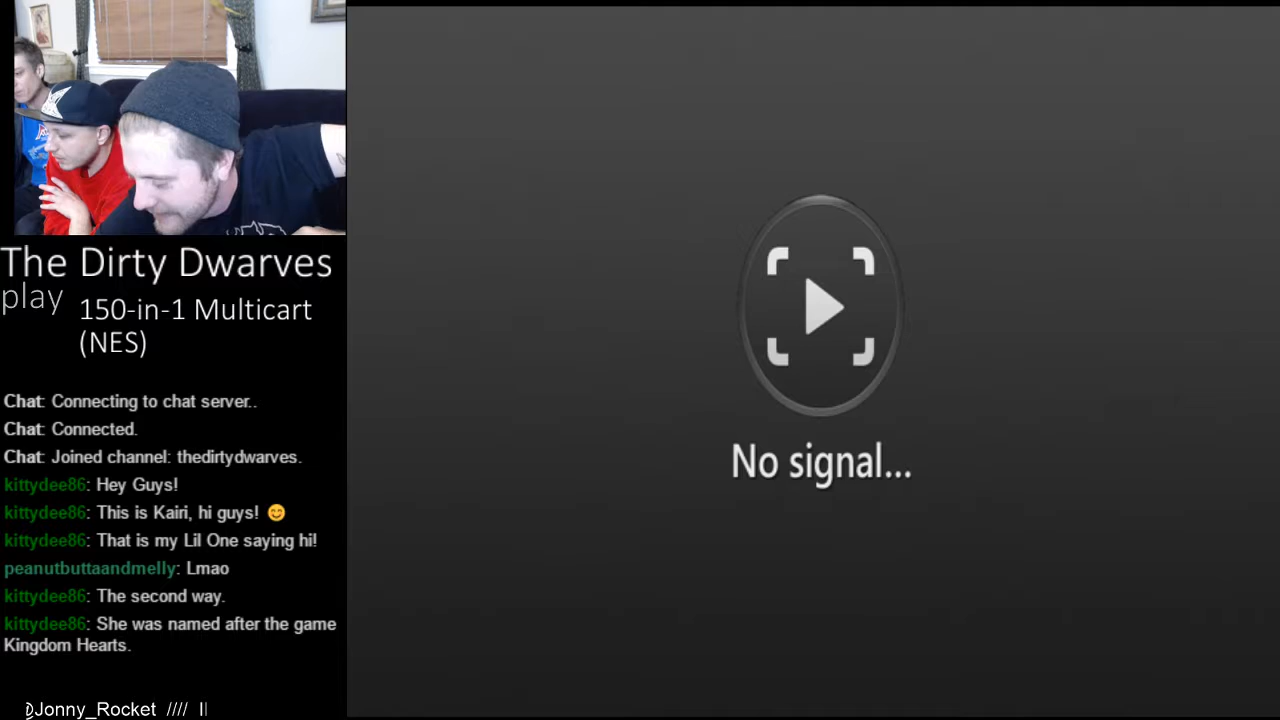 The Dirty Dwarves
play
150-in-1 Multicart
(NES)
Chat: Connecting to chat server..
Chat: Connected.
Chat: Joined channel: thedirtydwarves.
kittydee86: Hey Guys!
kittydee86: This is Kairi, hi guys! 😊
kittydee86: That is my Lil One saying hi!
peanutbuttaandmelly: Lmao
kittydee86: The second way.
kittydee86: She was named after the game
Kingdom Hearts.
Jonny_Rocket ////
No signal...